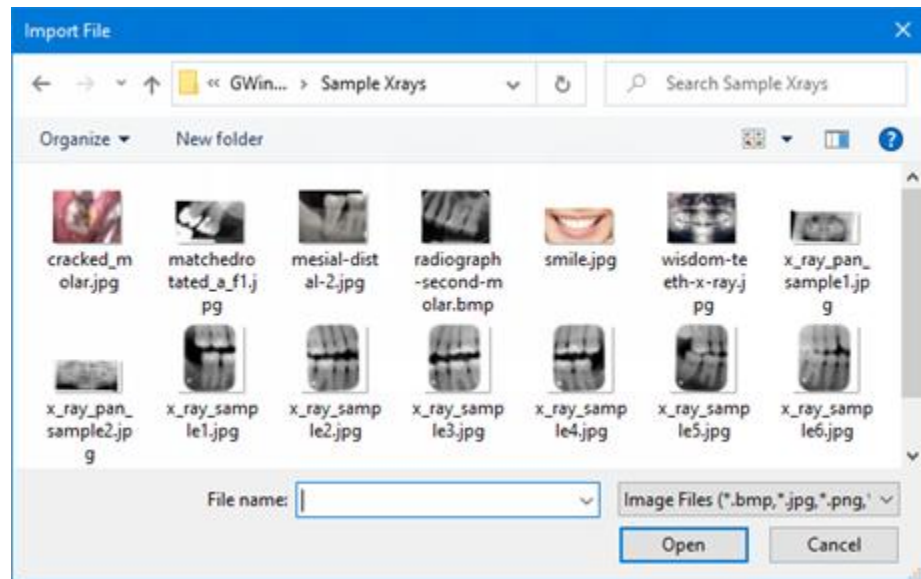 Import File
« GWin... › Sample Xrays
Search Sample Xrays
Organize
New folder
cracked_m
olar.jpg
matchedro
tated_a_f1.j
pg
mesial-dist
al-2.jpg
radiograph
-second-m
olar.bmp
smile.jpg
wisdom-te
eth-x-ray.j
pg
x_ray_pan_
sample1.jp
g
x_ray_pan_
sample2.jp
g
x_ray_samp
le1.jpg
x_ray_samp
le2.jpg
x_ray_samp
le3.jpg
x_ray_samp
le4.jpg
x_ray_samp
le5.jpg
x_ray_samp
le6.jpg
File name:
Image Files (*.bmp,*.jpg,*.png,*
Open
Cancel